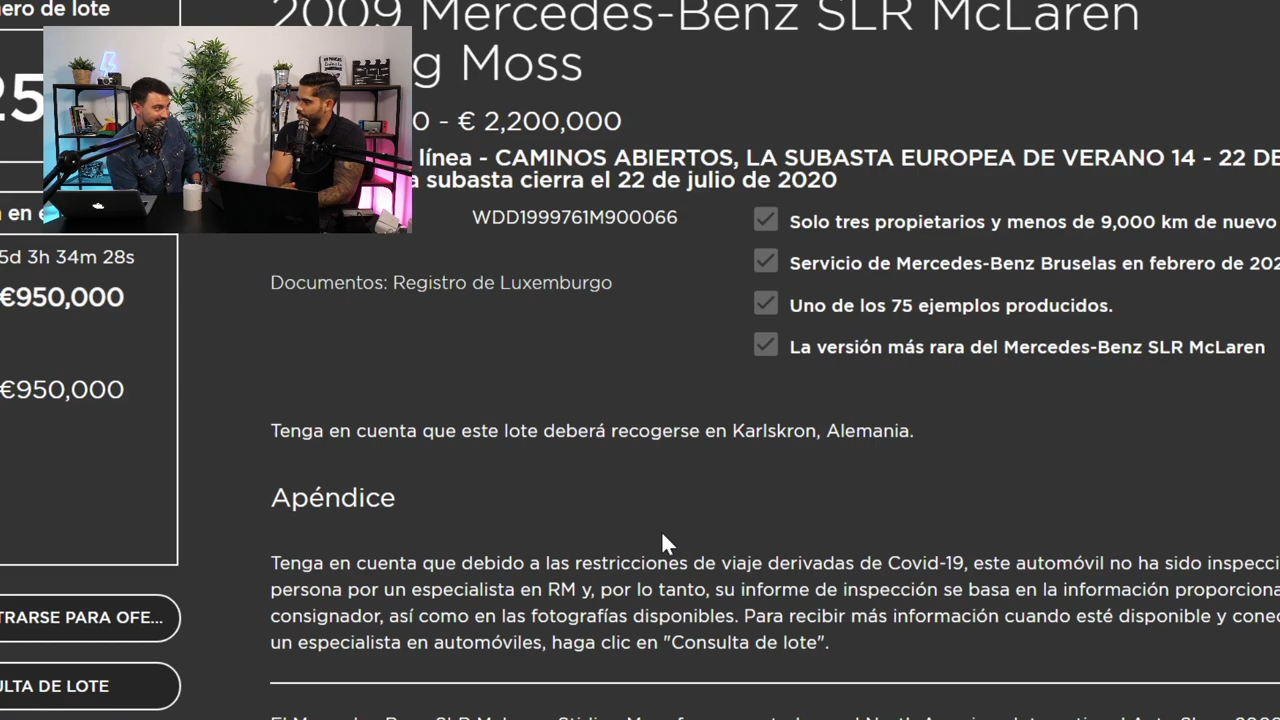 ero de lote
25
en e
5d 3h 34m 28s
€950,000
€950,000
TRARSE PARA OFE...
ULTA DE LOTE
2009 Mercedes-Benz SLR McLaren
g Moss
0 - € 2,200,000
línea - CAMINOS ABIERTOS, LA SUBASTA EUROPEA DE VERANO 14 - 22 DE
a subasta cierra el 22 de julio de 2020
WDD1999761M900066
Documentos: Registro de Luxemburgo
Solo tres propietarios y menos de 9,000 km de nuevo
Servicio de Mercedes-Benz Bruselas en febrero de 202
Uno de los 75 ejemplos producidos.
La versión más rara del Mercedes-Benz SLR McLaren
Tenga en cuenta que este lote deberá recogerse en Karlskron, Alemania.
Apéndice
Tenga en cuenta que debido a las restricciones de viaje derivadas de Covid-19, este automóvil no ha sido inspecci
persona por un especialista en RM y, por lo tanto, su informe de inspección se basa en la información proporciona
consignador, así como en las fotografías disponibles. Para recibir más información cuando esté disponible y conec
un especialista en automóviles, haga clic en "Consulta de lote".